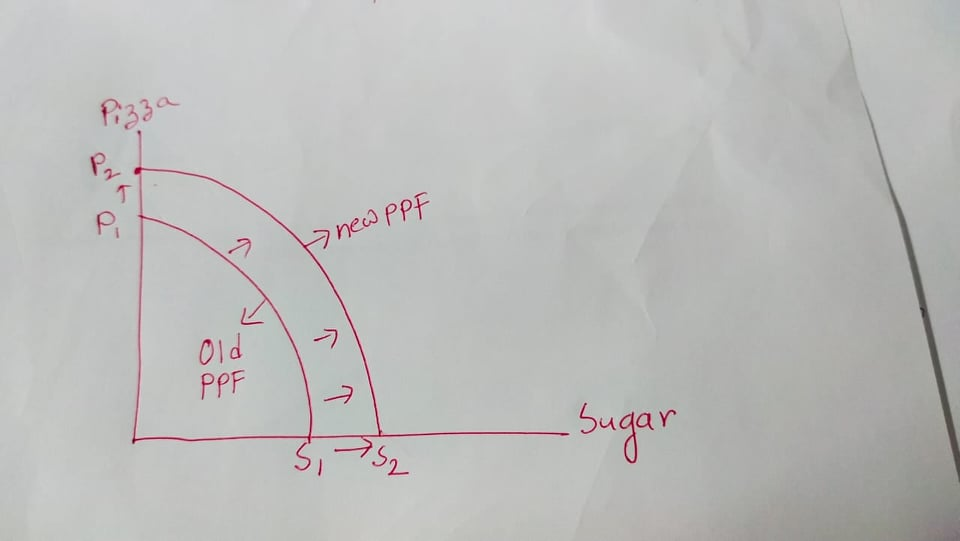 Pizza
P2
↑
P1
→ new PPF
Old
PPF
S1 → S2
Sugar